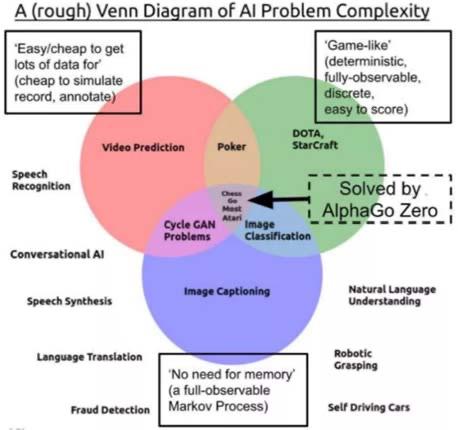 A (rough) Venn Diagram of AI Problem Complexity
'Easy/cheap to get
lots of data for'
(cheap to simulate
record, annotate)
'Game-like'
(deterministic,
fully-observable,
discrete,
easy to score)
Video Prediction
Poker
DOTA,
StarCraft
Speech
Recognition
Chess
Go
Most
Atari
Solved by
AlphaGo Zero
Cycle GAN
Problems
Image
Classification
Conversational AI
Speech Synthesis
Image Captioning
Natural Language
Understanding
Language Translation
Robotic
Grasping
'No need for memory'
(a full-observable
Markov Process)
Fraud Detection
Self Driving Cars